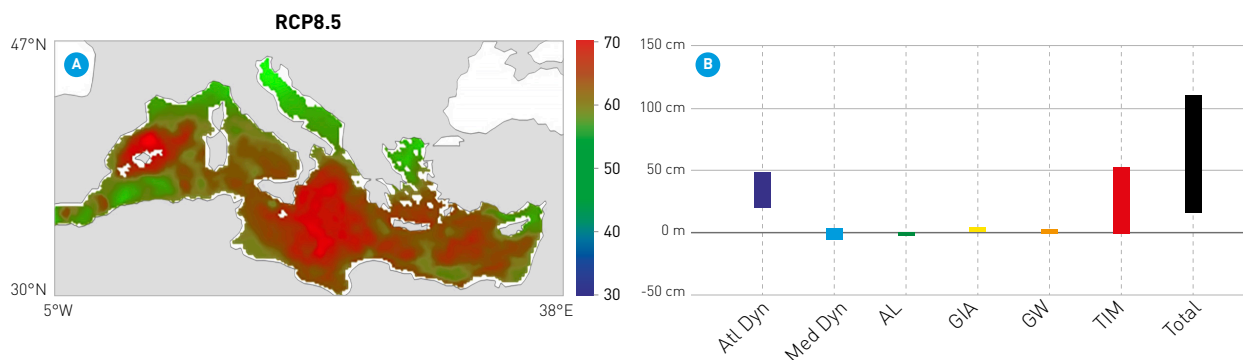 RCP8.5
47°N
A
30°N
5°W
38°E
70
60
50
40
30
B
150 cm
100 cm
50 cm
0 m
-50 cm
Atl Dyn
Med Dyn
AL
GIA
GW
TIM
Total